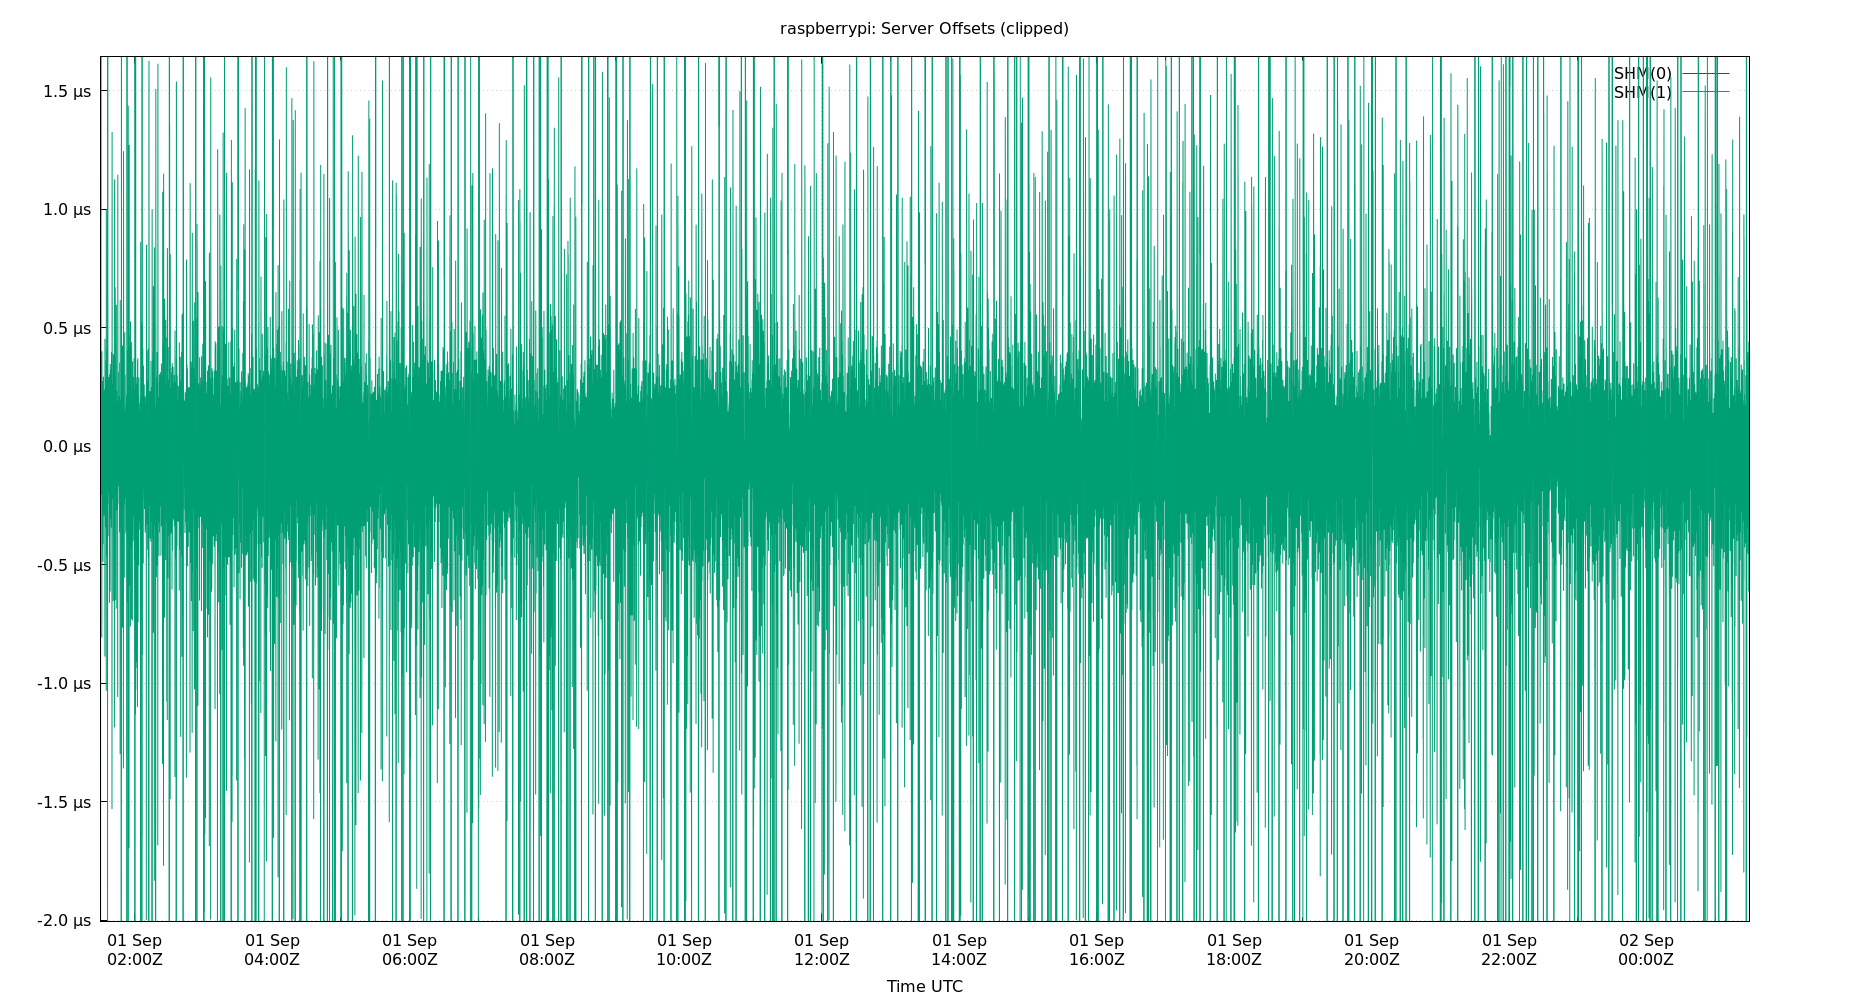 raspberrypi: Server Offsets (clipped)
SHM(0)
SHM(1)
1.5 µs
1.0 µs
0.5 µs
0.0 µs
-0.5 µs
-1.0 µs
-1.5 µs
-2.0 µs
01 Sep 01 Sep 01 Sep 01 Sep 01 Sep 01 Sep 01 Sep 01 Sep 01 Sep 01 Sep 01 Sep 02 Sep
02:00Z 04:00Z 06:00Z 08:00Z 10:00Z 12:00Z 14:00Z 16:00Z 18:00Z 20:00Z 22:00Z 00:00Z
Time UTC